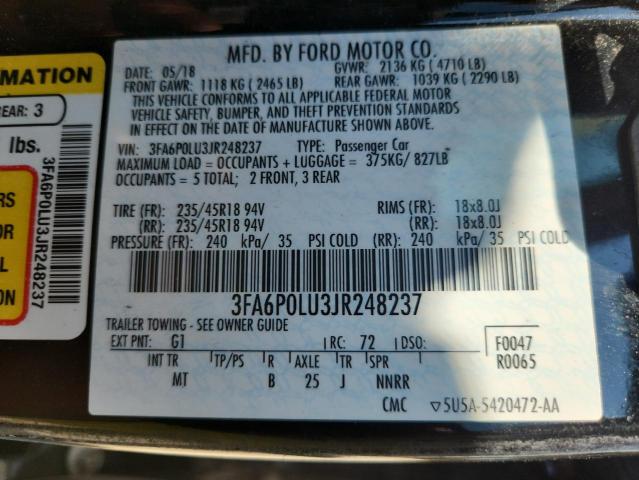 RMATION
EAR: 3
lbs.
RS
OR
L
ON
3FA6P0LU3JR248237
MFD. BY FORD MOTOR CO.
DATE: 05/18 GVWR: 2136 KG ( 4710 LB)
FRONT GAWR: 1118 KG ( 2465 LB) REAR GAWR: 1039 KG ( 2290 LB)
THIS VEHICLE CONFORMS TO ALL APPLICABLE FEDERAL MOTOR
VEHICLE SAFETY, BUMPER, AND THEFT PREVENTION STANDARDS
IN EFFECT ON THE DATE OF MANUFACTURE SHOWN ABOVE.
VIN: 3FA6P0LU3JR248237 TYPE: Passenger Car
MAXIMUM LOAD = OCCUPANTS + LUGGAGE = 375KG/ 827LB
OCCUPANTS = 5 TOTAL; 2 FRONT, 3 REAR
TIRE (FR): 235/45R18 94V RIMS (FR): 18x8.0J
(RR): 235/45R18 94V (RR): 18x8.0J
PRESSURE (FR): 240 kPa/ 35 PSI COLD (RR): 240 kPa/ 35 PSI COLD
3FA6P0LU3JR248237
TRAILER TOWING - SEE OWNER GUIDE
EXT PNT: G1 RC: 72 DSO: F0047
INT TR TP/PS R AXLE TR SPR R0065
MT B 25 J NNRR
CMC ▽5U5A-5420472-AA